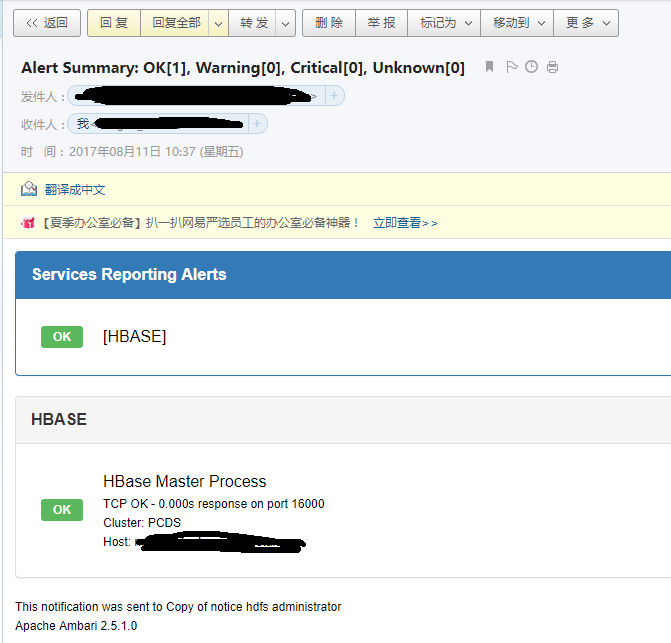 << 返回 回 复 回复全部 转 发 删 除 举 报 标记为 移动到 更 多
Alert Summary: OK[1], Warning[0], Critical[0], Unknown[0]
发件人：
收件人： 我
时 间：2017年08月11日 10:37 (星期五)
翻译成中文
【夏季办公室必备】扒一扒网易严选员工的办公室必备神器！ 立即查看>>
Services Reporting Alerts
OK [HBASE]
HBASE
HBase Master Process
TCP OK - 0.000s response on port 16000
OK
Cluster: PCDS
Host:
This notification was sent to Copy of notice hdfs administrator
Apache Ambari 2.5.1.0